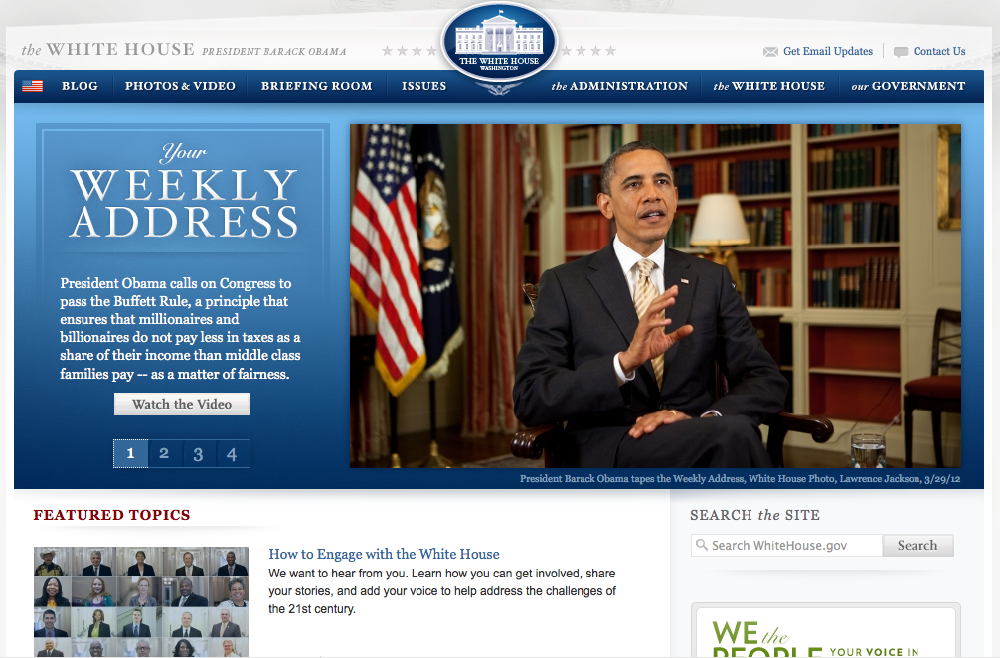 the WHITE HOUSE PRESIDENT BARACK OBAMA
THE WHITE HOUSE
WASHINGTON
Get Email Updates
Contact Us
BLOG
PHOTOS & VIDEO
BRIEFING ROOM
ISSUES
the ADMINISTRATION
the WHITE HOUSE
our GOVERNMENT
Your
WEEKLY
ADDRESS
President Obama calls on Congress to
pass the Buffett Rule, a principle that
ensures that millionaires and
billionaires do not pay less in taxes as a
share of their income than middle class
families pay -- as a matter of fairness.
Watch the Video
1 2 3 4
President Barack Obama tapes the Weekly Address, White House Photo, Lawrence Jackson, 3/29/12
FEATURED TOPICS
How to Engage with the White House
We want to hear from you. Learn how you can get involved, share
your stories, and add your voice to help address the challenges of
the 21st century.
SEARCH the SITE
Search WhiteHouse.gov
Search
WE the
PEOPLE YOUR VOICE IN